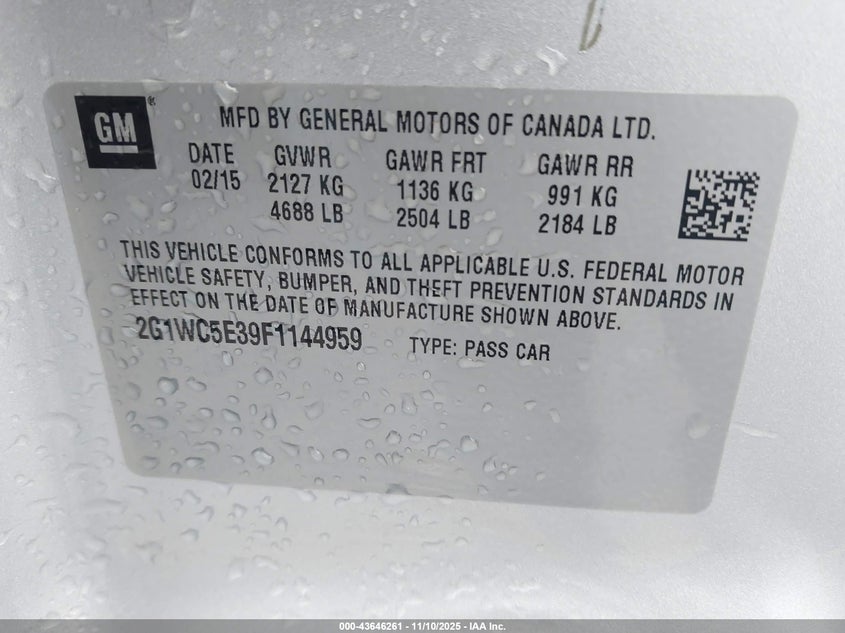 GM ®
MFD BY GENERAL MOTORS OF CANADA LTD.
DATE GVWR GAWR FRT GAWR RR
02/15 2127 KG 1136 KG 991 KG
4688 LB 2504 LB 2184 LB
THIS VEHICLE CONFORMS TO ALL APPLICABLE U.S. FEDERAL MOTOR
VEHICLE SAFETY, BUMPER, AND THEFT PREVENTION STANDARDS IN
EFFECT ON THE DATE OF MANUFACTURE SHOWN ABOVE.
2G1WC5E39F1144959 TYPE: PASS CAR
000-43646261 - 11/10/2025 - IAA Inc.